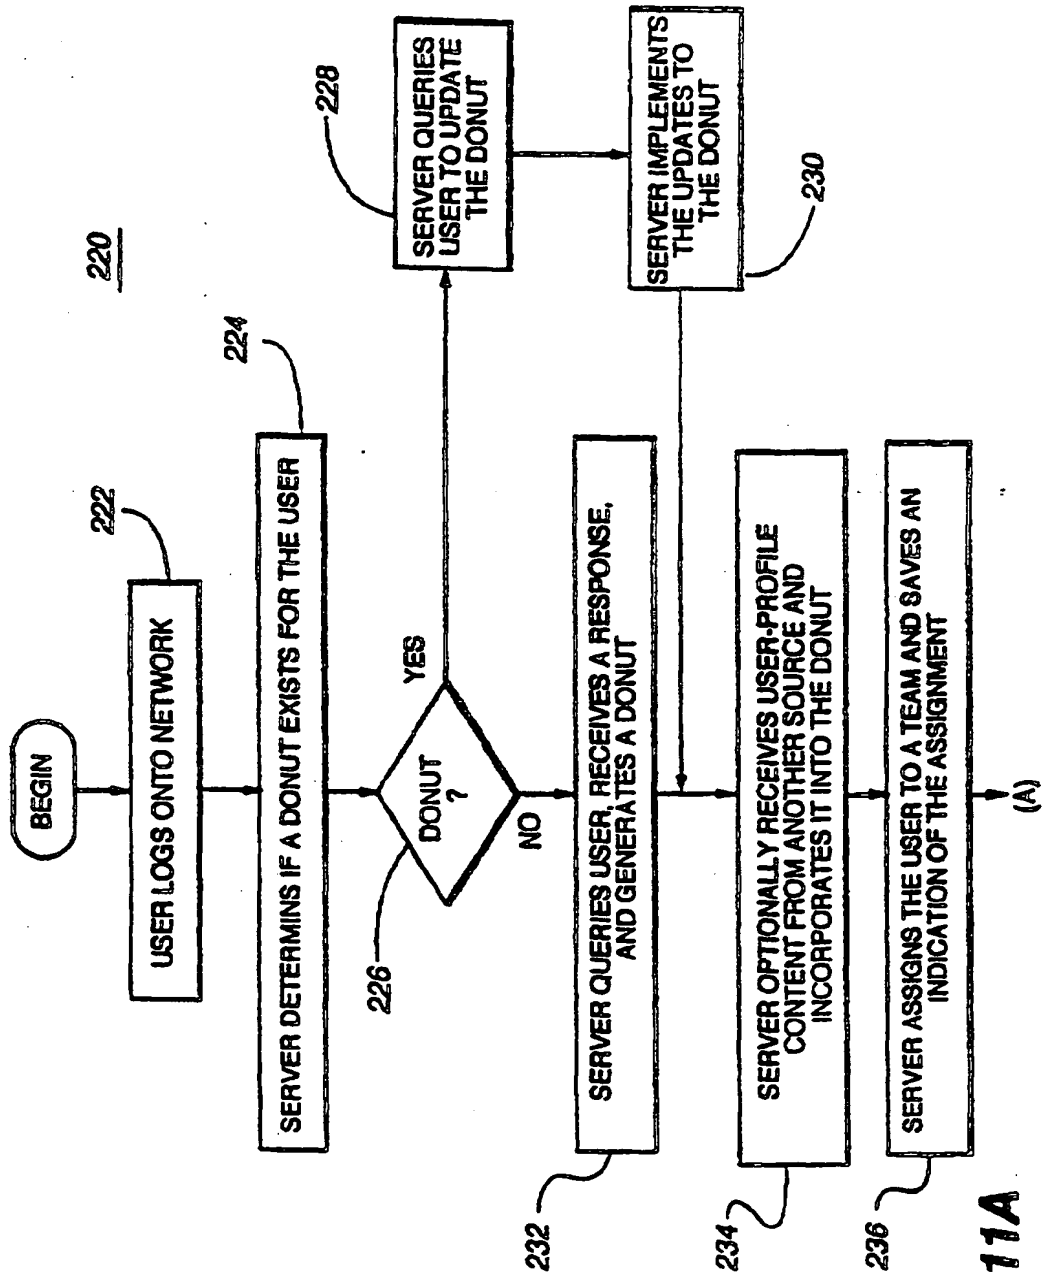 220
BEGIN
USER LOGS ONTO NETWORK
222
SERVER DETERMINS IF A DONUT EXISTS FOR THE USER
224
DONUT
?
226
YES
NO
SERVER QUERIES
USER TO UPDATE
THE DONUT
228
SERVER IMPLEMENTS
THE UPDATES TO
THE DONUT
230
SERVER QUERIES USER, RECEIVES A RESPONSE,
AND GENERATES A DONUT
232
SERVER OPTIONALLY RECEIVES USER-PROFILE
CONTENT FROM ANOTHER SOURCE AND
INCORPORATES IT INTO THE DONUT
234
SERVER ASSIGNS THE USER TO A TEAM AND SAVES AN
INDICATION OF THE ASSIGNMENT
236
(A)
11A